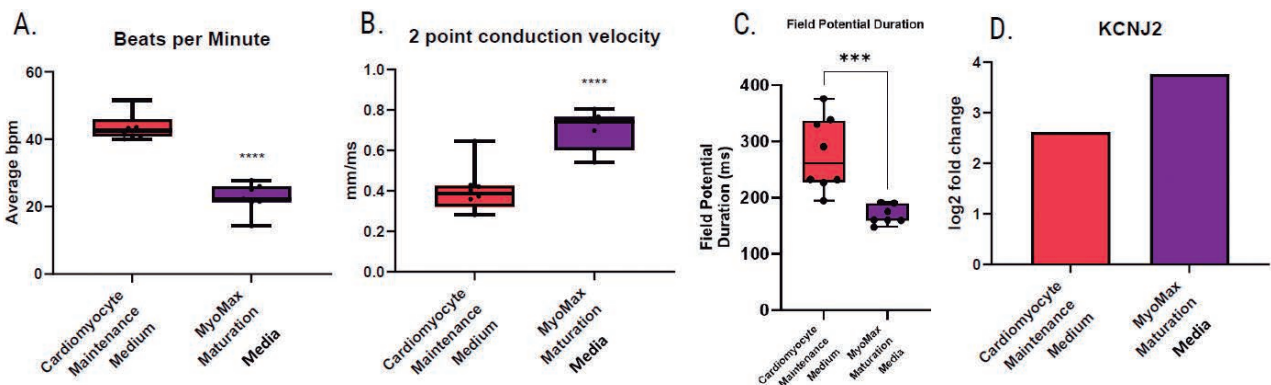 A.
Beats per Minute
Average bpm
60
40
20
0
****
Cardiomyocyte
Maintenance
Medium
MyoMax
Maturation
Media
B.
2 point conduction velocity
mm/ms
1.0
0.8
0.6
0.4
0.2
0.0
****
Cardiomyocyte
Maintenance
Medium
MyoMax
Maturation
Media
C.
Field Potential Duration
Field Potential
Duration (ms)
400
300
200
100
0
***
Cardiomyocyte
Maintenance
Medium
MyoMax
Maturation
Media
D.
KCNJ2
log2 fold change
4
3
2
1
0
Cardiomyocyte
Maintenance
Medium
MyoMax
Maturation
Media